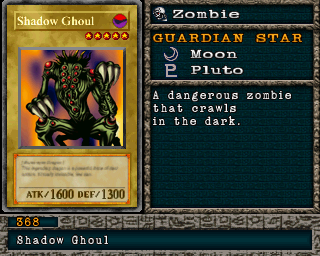 Shadow Ghoul
ATK/1600 DEF/1300
Zombie
GUARDIAN STAR
Moon
Pluto
A dangerous zombie
that crawls
in the dark.
368
Shadow Ghoul